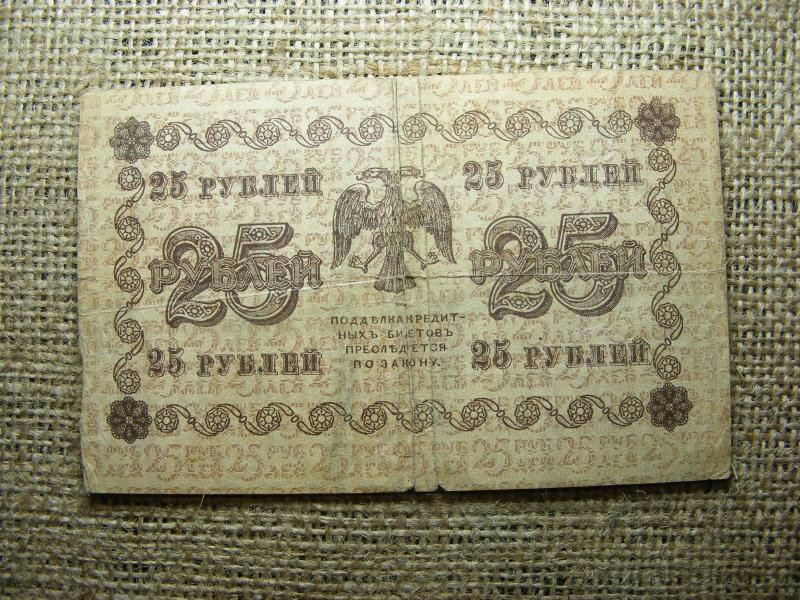 25 РУБЛЕЙ
25 РУБЛЕЙ
25
РУБЛЕЙ
25
РУБЛЕЙ
ПОДДѢЛКА КРЕДИТ-
НЫХЪ БИЛЕТОВЪ
ПРЕСЛѢДУЕТСЯ
ПО ЗАКОНУ.
25 РУБЛЕЙ
25 РУБЛЕЙ